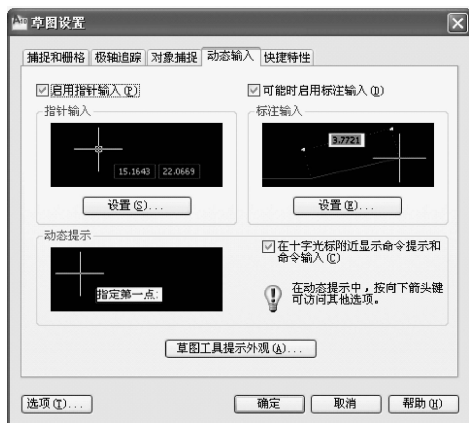 草图设置
捕捉和栅格 极轴追踪 对象捕捉 动态输入 快捷特性
启用指针输入(P) 可能时启用标注输入(D)
指针输入 标注输入
15.1643 22.0669
3.7721
设置(S)... 设置(E)...
动态提示
指定第一点:
在十字光标附近显示命令提示和
命令输入(C)
在动态提示中，按向下箭头键
可访问其他选项。
草图工具提示外观(A)...
选项(T)... 确定 取消 帮助(H)